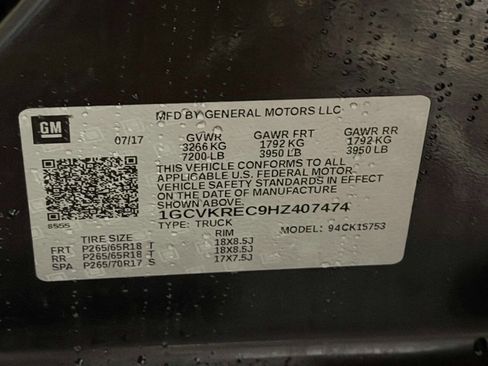 MFD BY GENERAL MOTORS LLC
GM
07/17 GVWR GAWR FRT GAWR RR
3266 KG 1792 KG 1792 KG
7200 LB 3950 LB 3950 LB
THIS VEHICLE CONFORMS TO ALL
APPLICABLE U.S. FEDERAL MOTOR
VEHICLE SAFETY STANDARDS IN EFFECT
ON THE DATE OF MANUFACTURE
SHOWN ABOVE.
1GCVKREC9HZ407474
8555 TYPE: TRUCK MODEL: 94CK15753
TIRE SIZE RIM
FRT P265/65R18 T 18X8.5J
RR P265/65R18 T 18X8.5J
SPA P265/70R17 S 17X7.5J